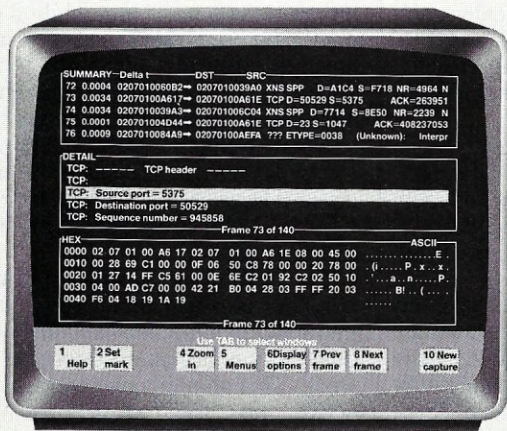 SUMMARY Delta t DST SRC
72 0.0004 0207010060B2→ 0207010039A0 XNS SPP D=A1C4 S=F718 NR=4964 N
73 0.0034 02070100A617→ 02070100A61E TCP D=50529 S=5375 ACK=263951
74 0.0034 0207010039A3→ 020701006C04 XNS SPP D=7714 S=8E50 NR=2239 N
75 0.0001 020701004D44→ 02070100A61E TCP D=23 S=1047 ACK=408237053
76 0.0009 0207010084A9→ 02070100AEFA ??? ETYPE=0038 (Unknown): Interpr
DETAIL
TCP: ----- TCP header -----
TCP:
TCP: Source port = 5375
TCP: Destination port = 50529
TCP: Sequence number = 945858
Frame 73 of 140
HEX ASCII
0000 02 07 01 00 A6 17 02 07 01 00 A6 1E 08 00 45 00 ..............E.
0010 00 28 69 C1 00 00 0F 06 50 C8 78 00 00 20 78 00 .(i.....P.x.. x.
0020 01 27 14 FF C5 61 00 0E 6E C2 01 92 C2 02 50 10 .'...a..n.....P.
0030 04 00 AD C7 00 00 42 21 B0 04 28 03 FF FF 20 03 ......B!..(... .
0040 F6 04 18 19 1A 19 ......
Frame 73 of 140
Use TAB to select windows
1 Help 2 Set mark 4 Zoom in 5 Menus 6 Display options 7 Prev frame 8 Next frame 10 New capture